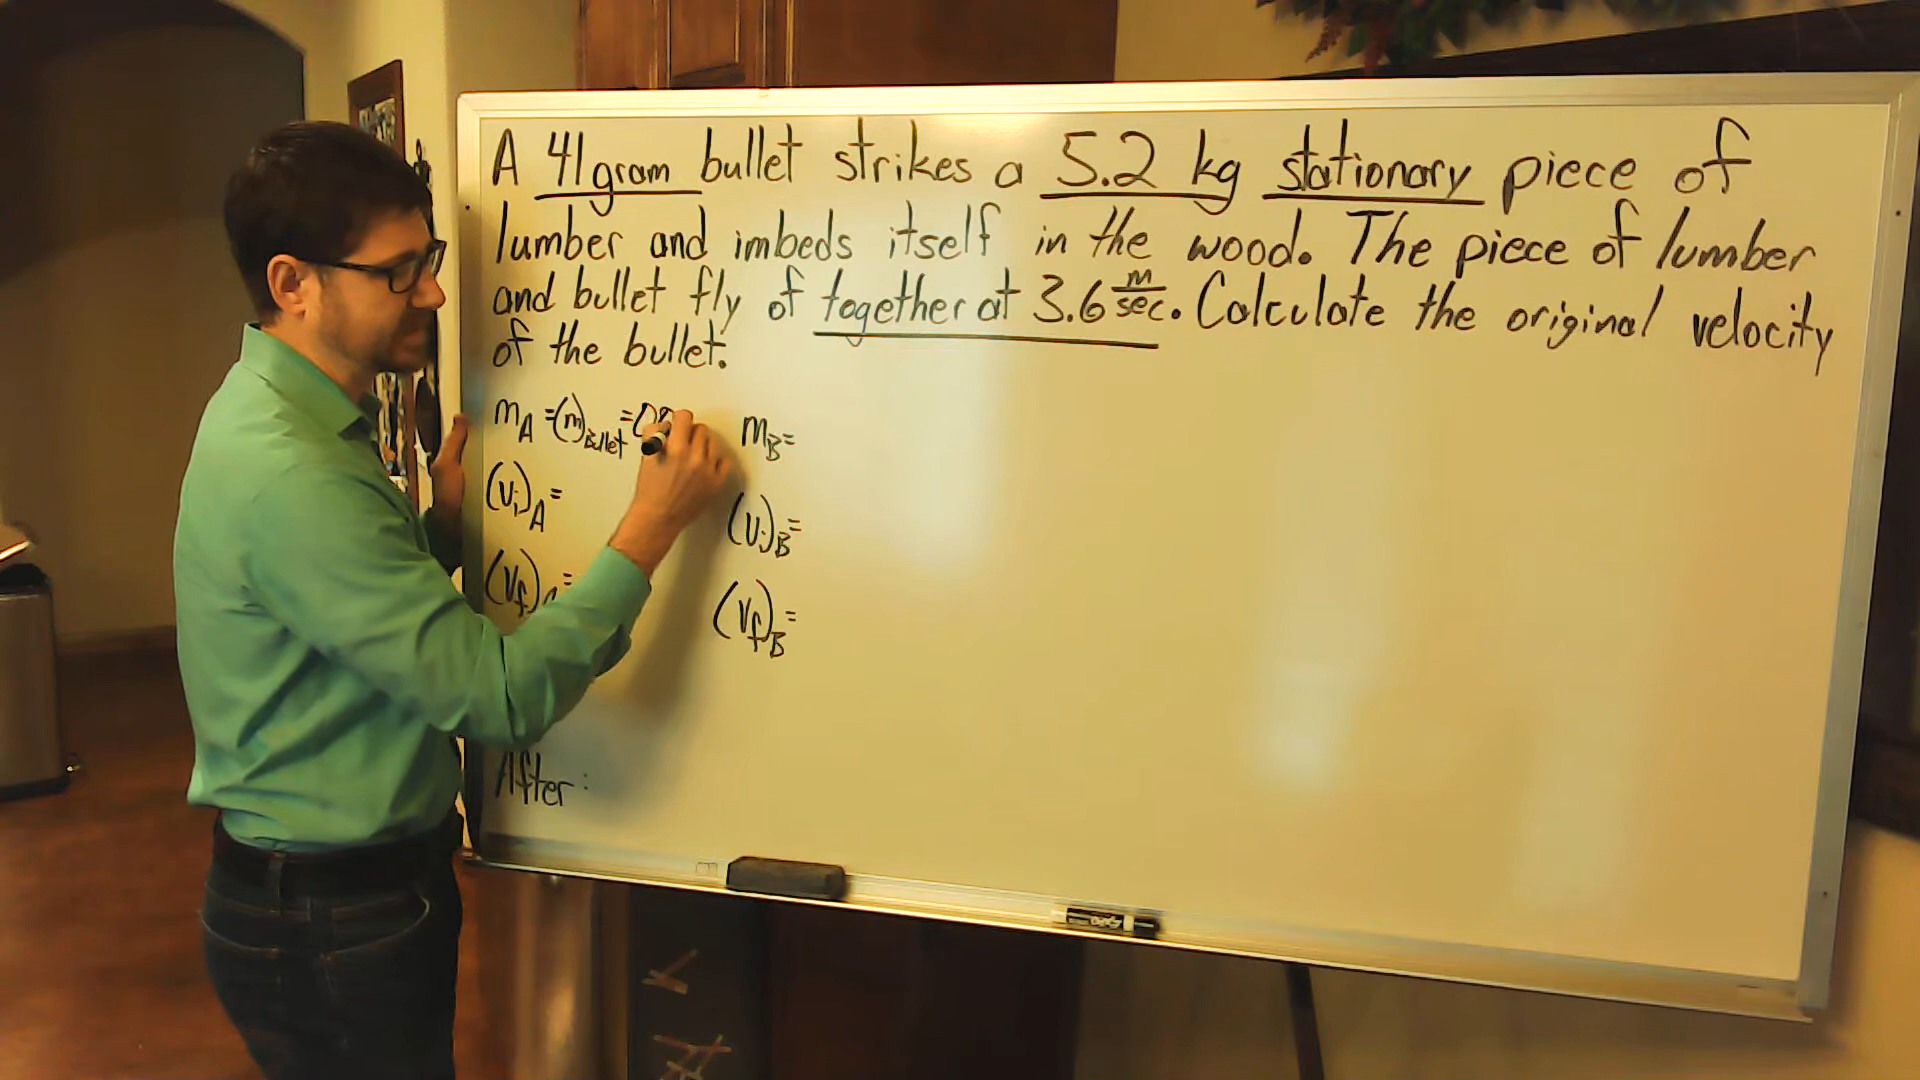 A 41 gram bullet strikes a 5.2 kg stationary piece of
lumber and imbeds itself in the wood. The piece of lumber
and bullet fly of together at 3.6 m/sec. Calculate the original velocity
of the bullet.
m_A = (m)_Bullet = m_B =
(v_i)_A = (v_i)_B =
(v_f) = (v_f)_B =
After:
EXPO